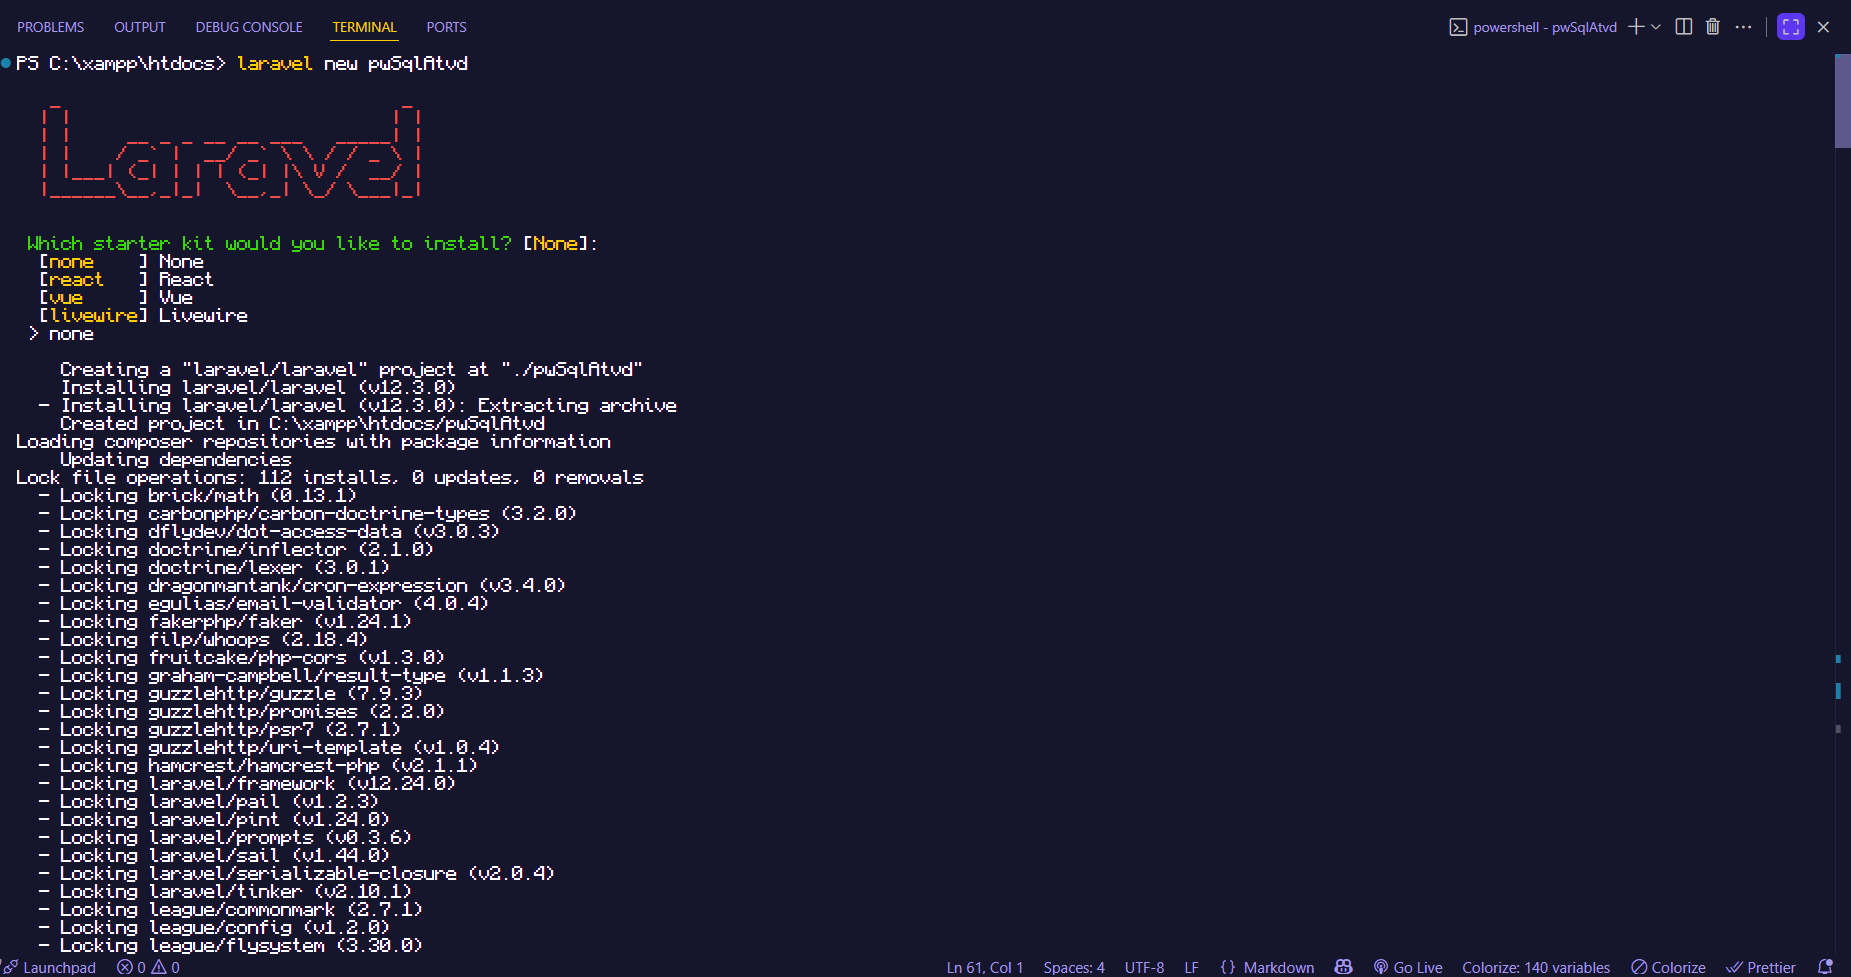 PROBLEMS OUTPUT DEBUG CONSOLE TERMINAL PORTS powershell - pwSqlAtvd
PS C:\xampp\htdocs> laravel new pwSqlAtvd
Laravel
Which starter kit would you like to install? [None]:
[none    ] None
[react   ] React
[vue     ] Vue
[livewire] Livewire
> none
Creating a "laravel/laravel" project at "./pwSqlAtvd"
Installing laravel/laravel (v12.3.0)
- Installing laravel/laravel (v12.3.0): Extracting archive
Created project in C:\xampp\htdocs/pwSqlAtvd
Loading composer repositories with package information
Updating dependencies
Lock file operations: 112 installs, 0 updates, 0 removals
- Locking brick/math (0.13.1)
- Locking carbonphp/carbon-doctrine-types (3.2.0)
- Locking dflydev/dot-access-data (v3.0.3)
- Locking doctrine/inflector (2.1.0)
- Locking doctrine/lexer (3.0.1)
- Locking dragonmantank/cron-expression (v3.4.0)
- Locking egulias/email-validator (4.0.4)
- Locking fakerphp/faker (v1.24.1)
- Locking filp/whoops (2.18.4)
- Locking fruitcake/php-cors (v1.3.0)
- Locking graham-campbell/result-type (v1.1.3)
- Locking guzzlehttp/guzzle (7.9.3)
- Locking guzzlehttp/promises (2.2.0)
- Locking guzzlehttp/psr7 (2.7.1)
- Locking guzzlehttp/uri-template (v1.0.4)
- Locking hamcrest/hamcrest-php (v2.1.1)
- Locking laravel/framework (v12.24.0)
- Locking laravel/pail (v1.2.3)
- Locking laravel/pint (v1.24.0)
- Locking laravel/prompts (v0.3.6)
- Locking laravel/sail (v1.44.0)
- Locking laravel/serializable-closure (v2.0.4)
- Locking laravel/tinker (v2.10.1)
- Locking league/commonmark (2.7.1)
- Locking league/config (v1.2.0)
- Locking league/flysystem (3.30.0)
Launchpad 0 0 Ln 61, Col 1 Spaces: 4 UTF-8 LF {} Markdown Go Live Colorize: 140 variables Colorize Prettier